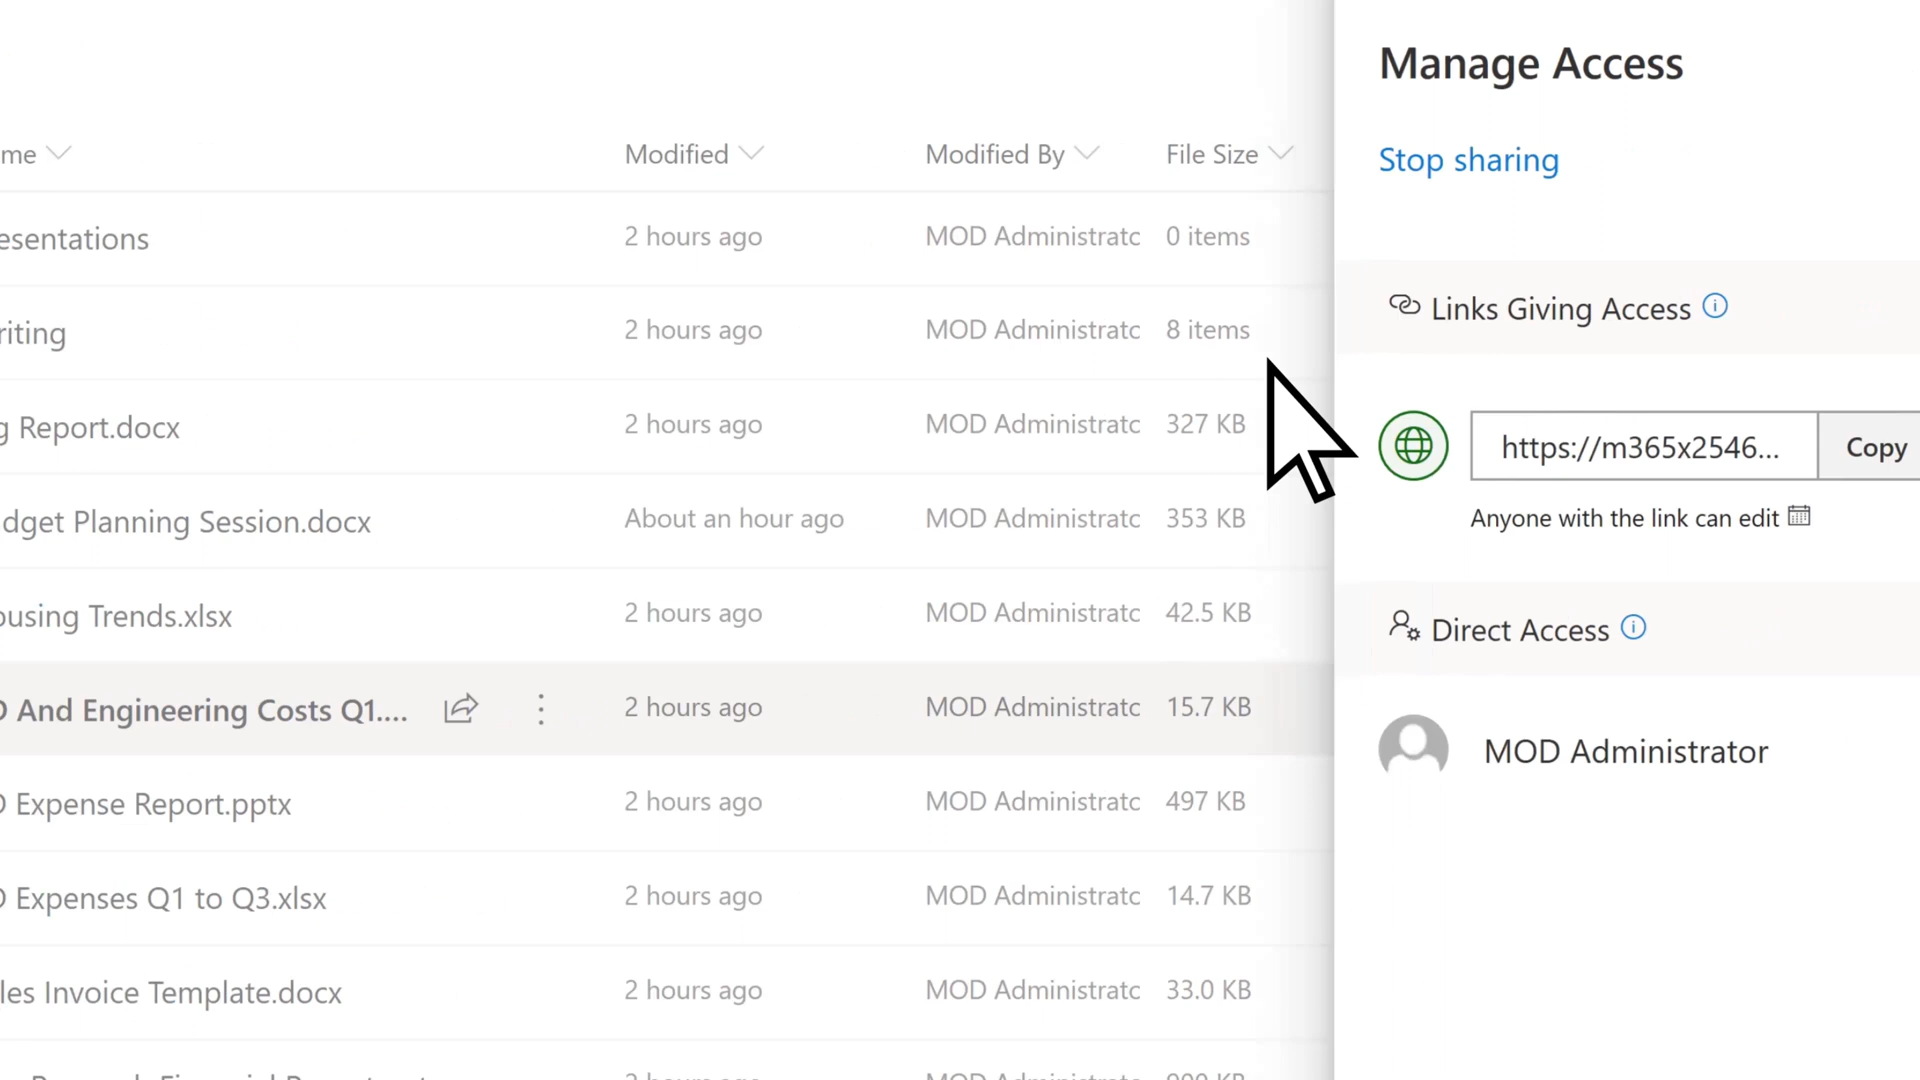 Manage Access
Stop sharing
me Modified Modified By File Size
esentations 2 hours ago MOD Administratc 0 items
riting 2 hours ago MOD Administratc 8 items
g Report.docx 2 hours ago MOD Administratc 327 KB
dget Planning Session.docx About an hour ago MOD Administratc 353 KB
ousing Trends.xlsx 2 hours ago MOD Administratc 42.5 KB
D And Engineering Costs Q1.... 2 hours ago MOD Administratc 15.7 KB
D Expense Report.pptx 2 hours ago MOD Administratc 497 KB
D Expenses Q1 to Q3.xlsx 2 hours ago MOD Administratc 14.7 KB
les Invoice Template.docx 2 hours ago MOD Administratc 33.0 KB
Links Giving Access
https://m365x2546... Copy
Anyone with the link can edit
Direct Access
MOD Administrator